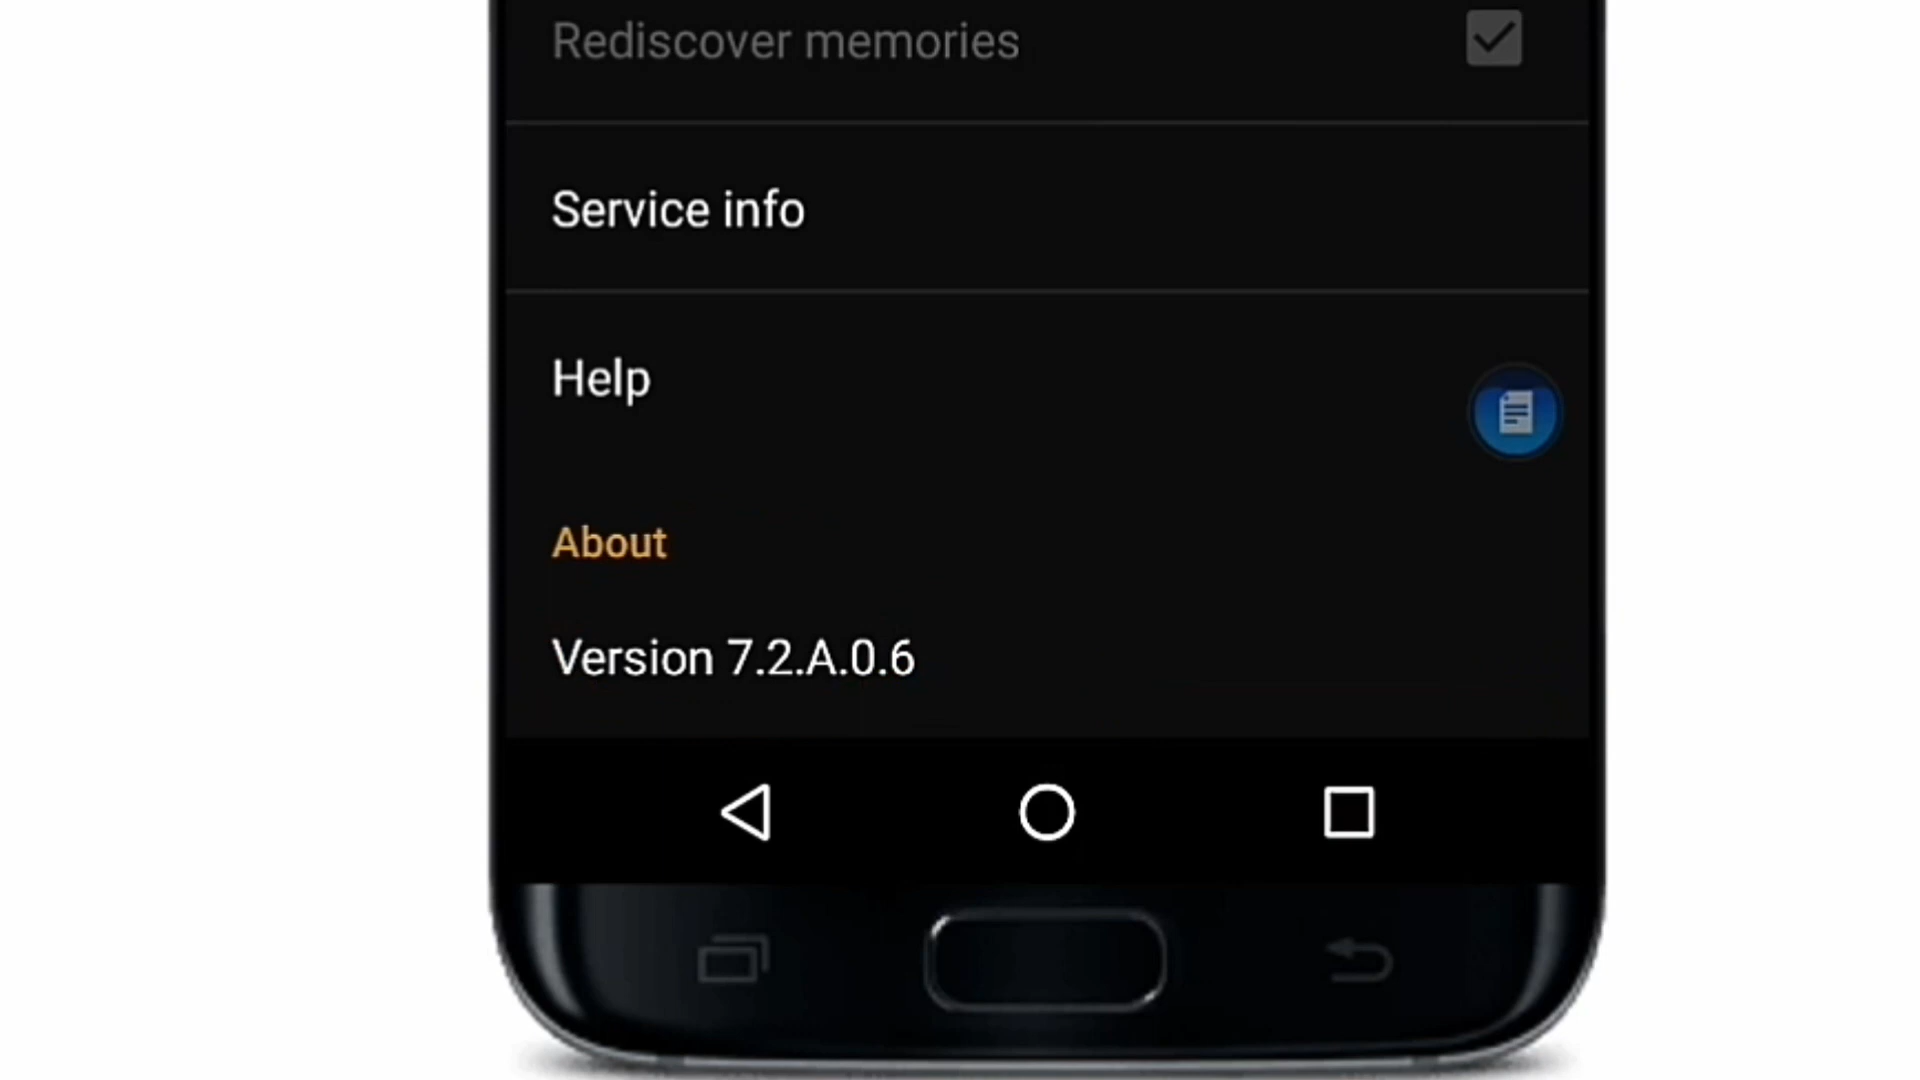 Rediscover memories
Service info
Help
About
Version 7.2.A.0.6